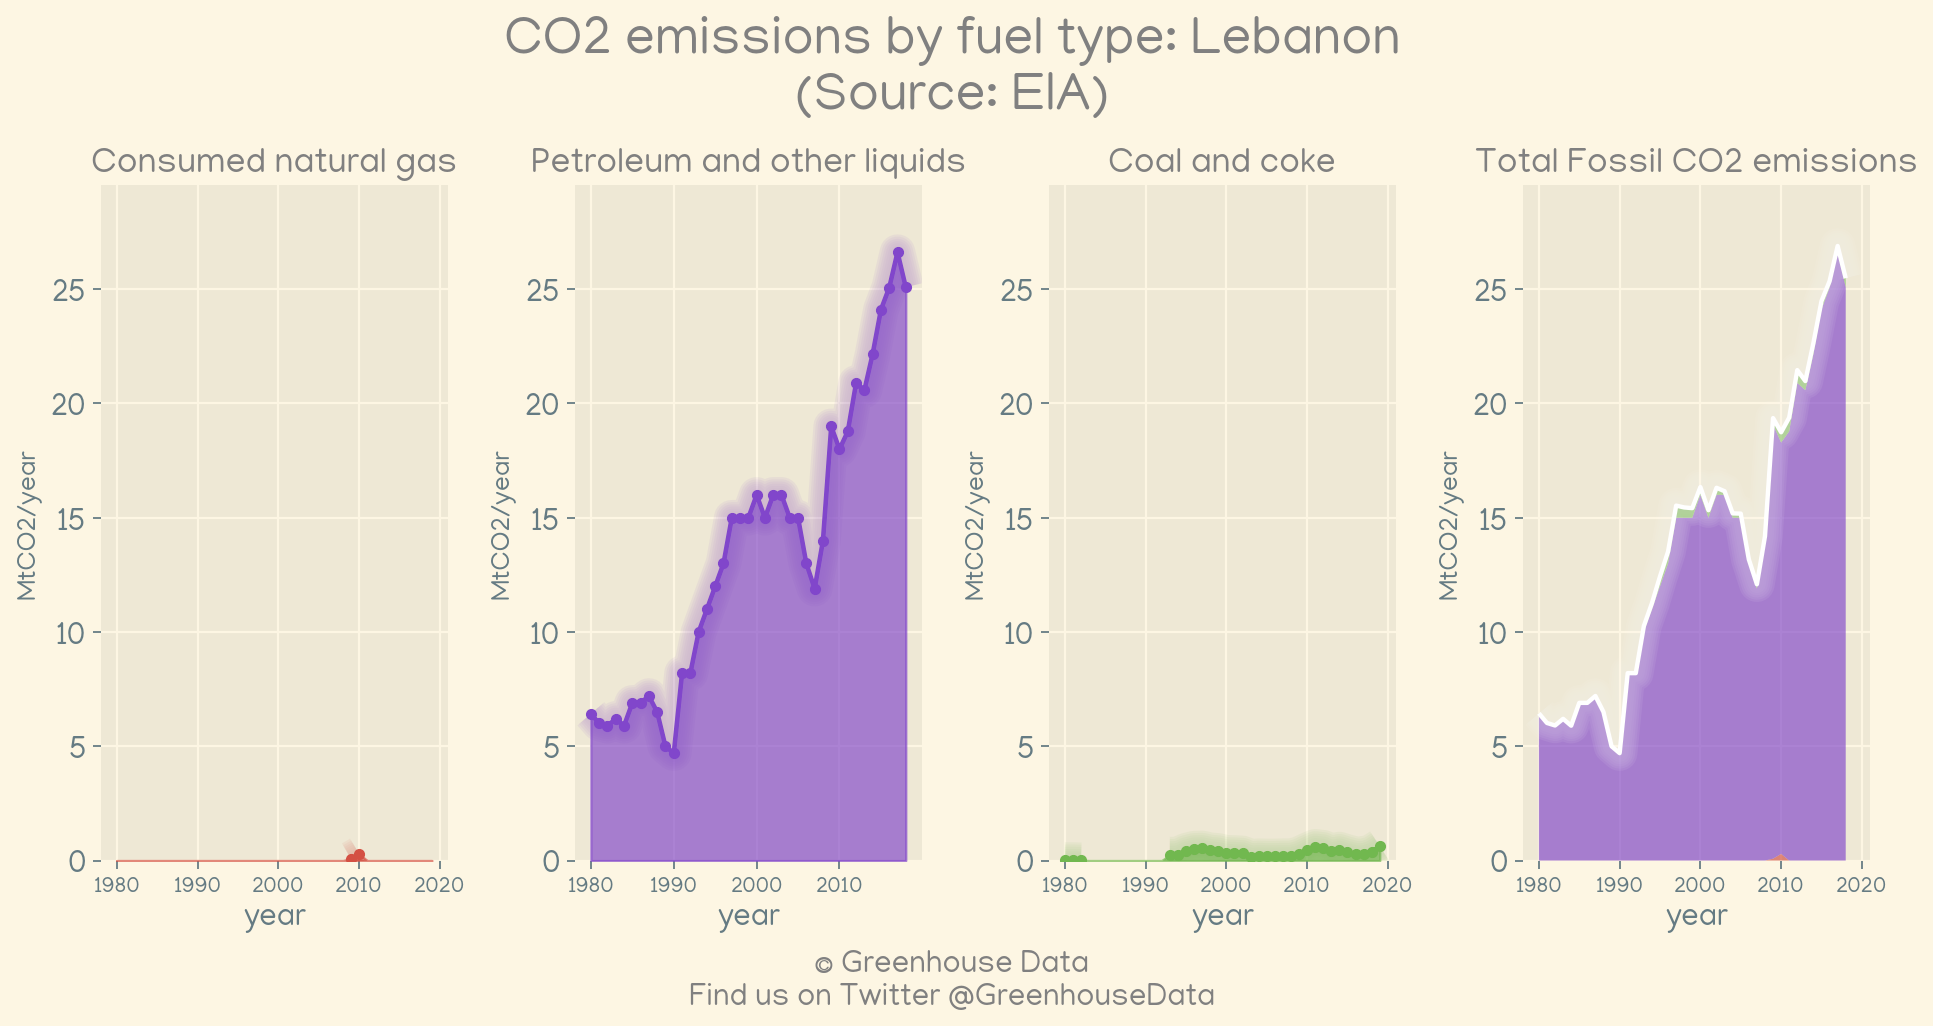 CO2 emissions by fuel type: Lebanon
(Source: EIA)
Consumed natural gas
Petroleum and other liquids
Coal and coke
Total Fossil CO2 emissions
MtCO2/year
25
20
15
10
5
0
1980 1990 2000 2010 2020
year
MtCO2/year
25
20
15
10
5
0
1980 1990 2000 2010
year
MtCO2/year
25
20
15
10
5
0
1980 1990 2000 2010 2020
year
MtCO2/year
25
20
15
10
5
0
1980 1990 2000 2010 2020
year
© Greenhouse Data
Find us on Twitter @GreenhouseData